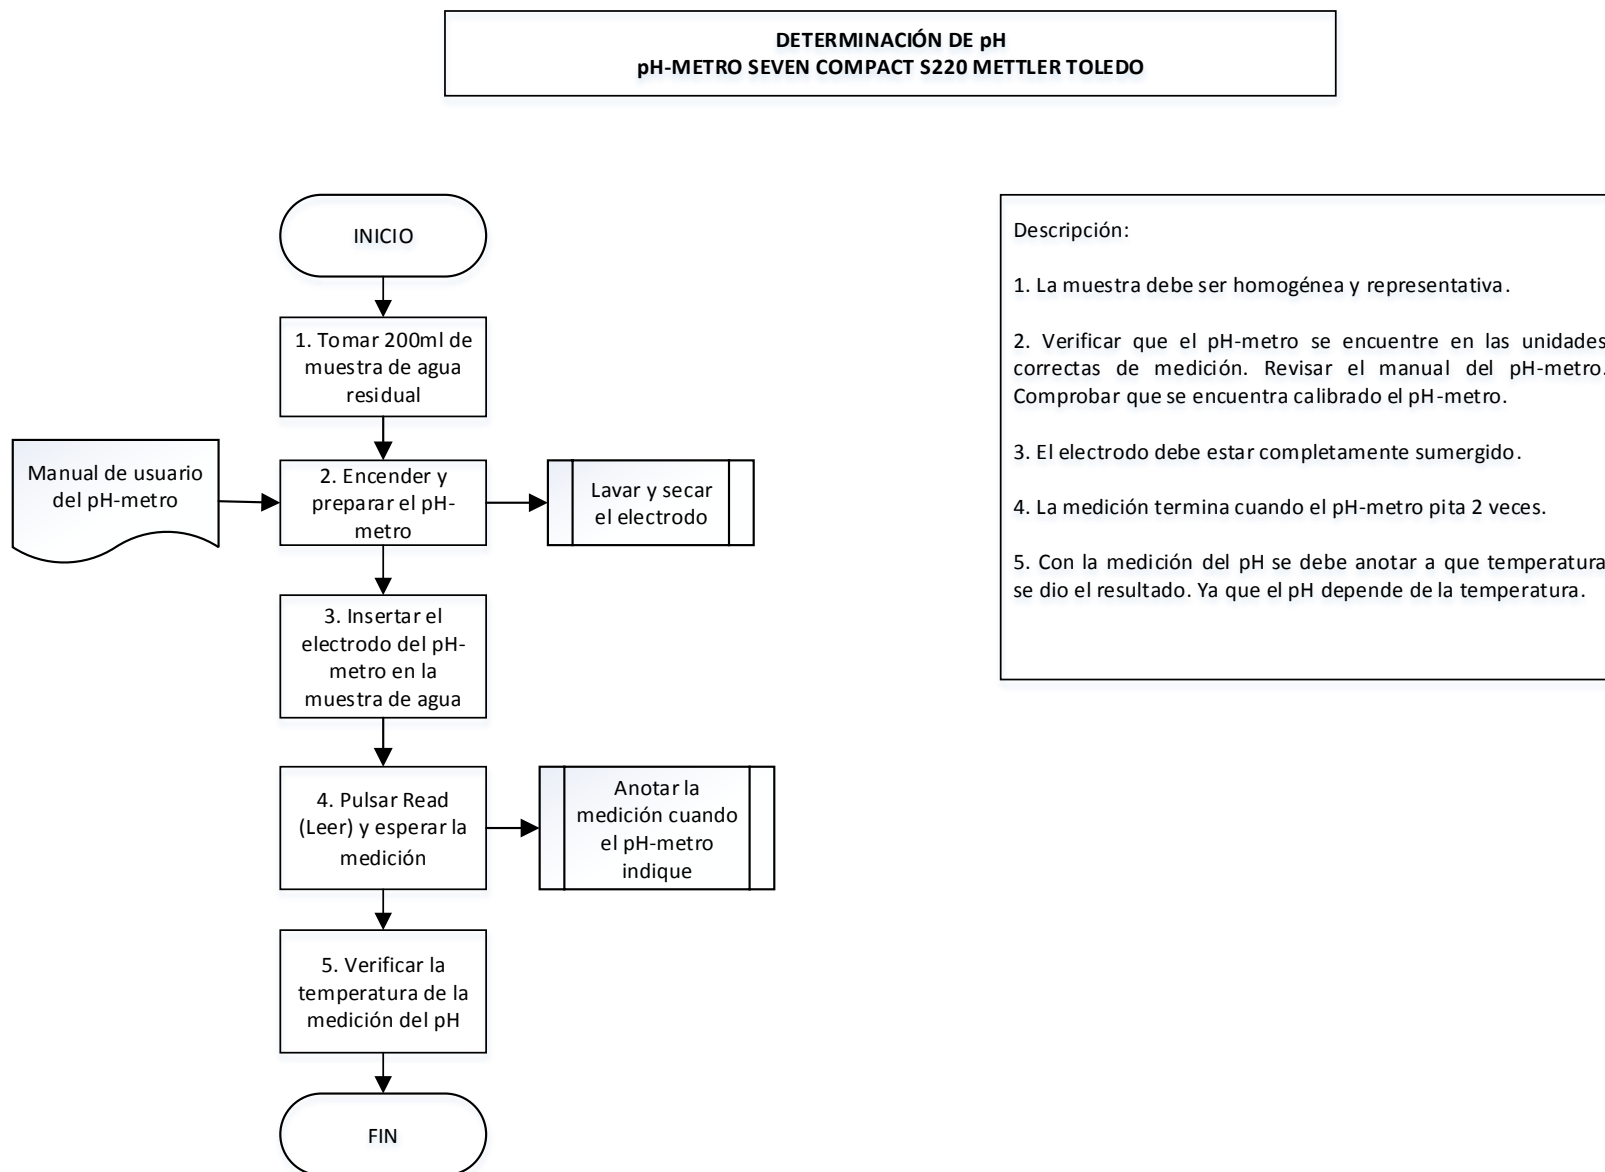 DETERMINACIÓN DE pH
pH-METRO SEVEN COMPACT S220 METTLER TOLEDO
INICIO
1. Tomar 200ml de
muestra de agua
residual
Manual de usuario
del pH-metro
2. Encender y
preparar el pH-
metro
Lavar y secar
el electrodo
3. Insertar el
electrodo del pH-
metro en la
muestra de agua
4. Pulsar Read
(Leer) y esperar la
medición
Anotar la
medición cuando
el pH-metro
indique
5. Verificar la
temperatura de la
medición del pH
FIN
Descripción:
1. La muestra debe ser homogénea y representativa.
2. Verificar que el pH-metro se encuentre en las unidades
correctas de medición. Revisar el manual del pH-metro.
Comprobar que se encuentra calibrado el pH-metro.
3. El electrodo debe estar completamente sumergido.
4. La medición termina cuando el pH-metro pita 2 veces.
5. Con la medición del pH se debe anotar a que temperatura
se dio el resultado. Ya que el pH depende de la temperatura.